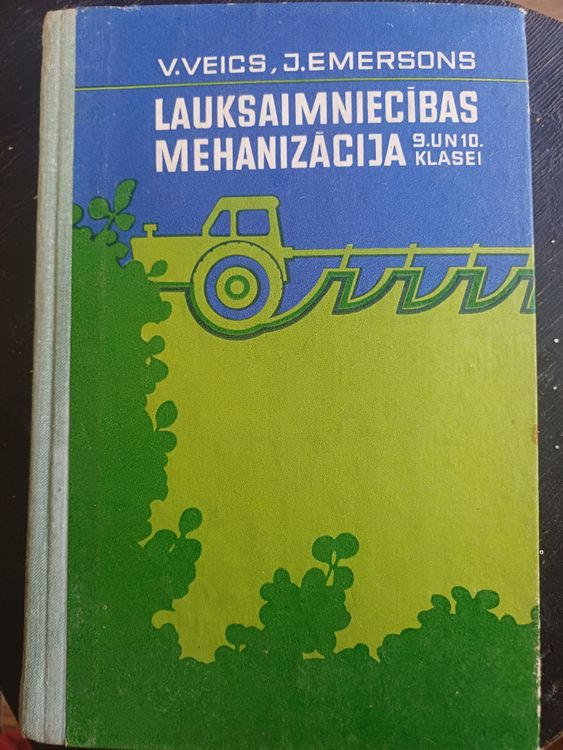 V.VEICS, J.EMERSONS
LAUKSAIMNIECĪBAS
MEHANIZĀCIJA 9.UN 10.
KLASEI